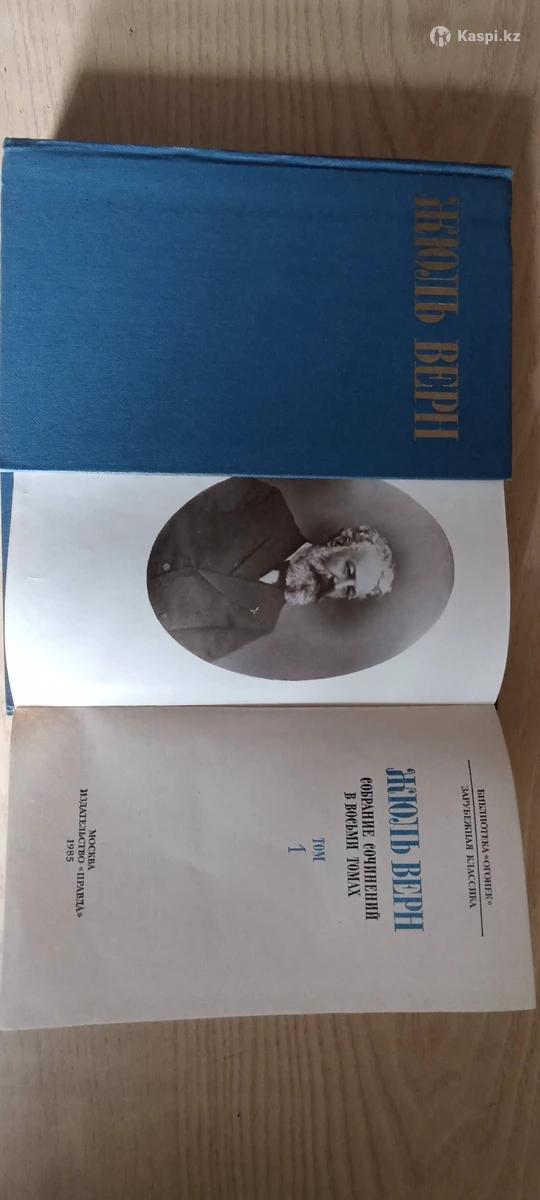 Kaspi.kz
ЖЮЛЬ ВЕРН
БИБЛИОТЕКА «ОГОНЕК»
ЗАРУБЕЖНАЯ КЛАССИКА
ЖЮЛЬ ВЕРН
СОБРАНИЕ СОЧИНЕНИЙ
В ВОСЬМИ ТОМАХ
ТОМ
1
МОСКВА
ИЗДАТЕЛЬСТВО «ПРАВДА»
1985